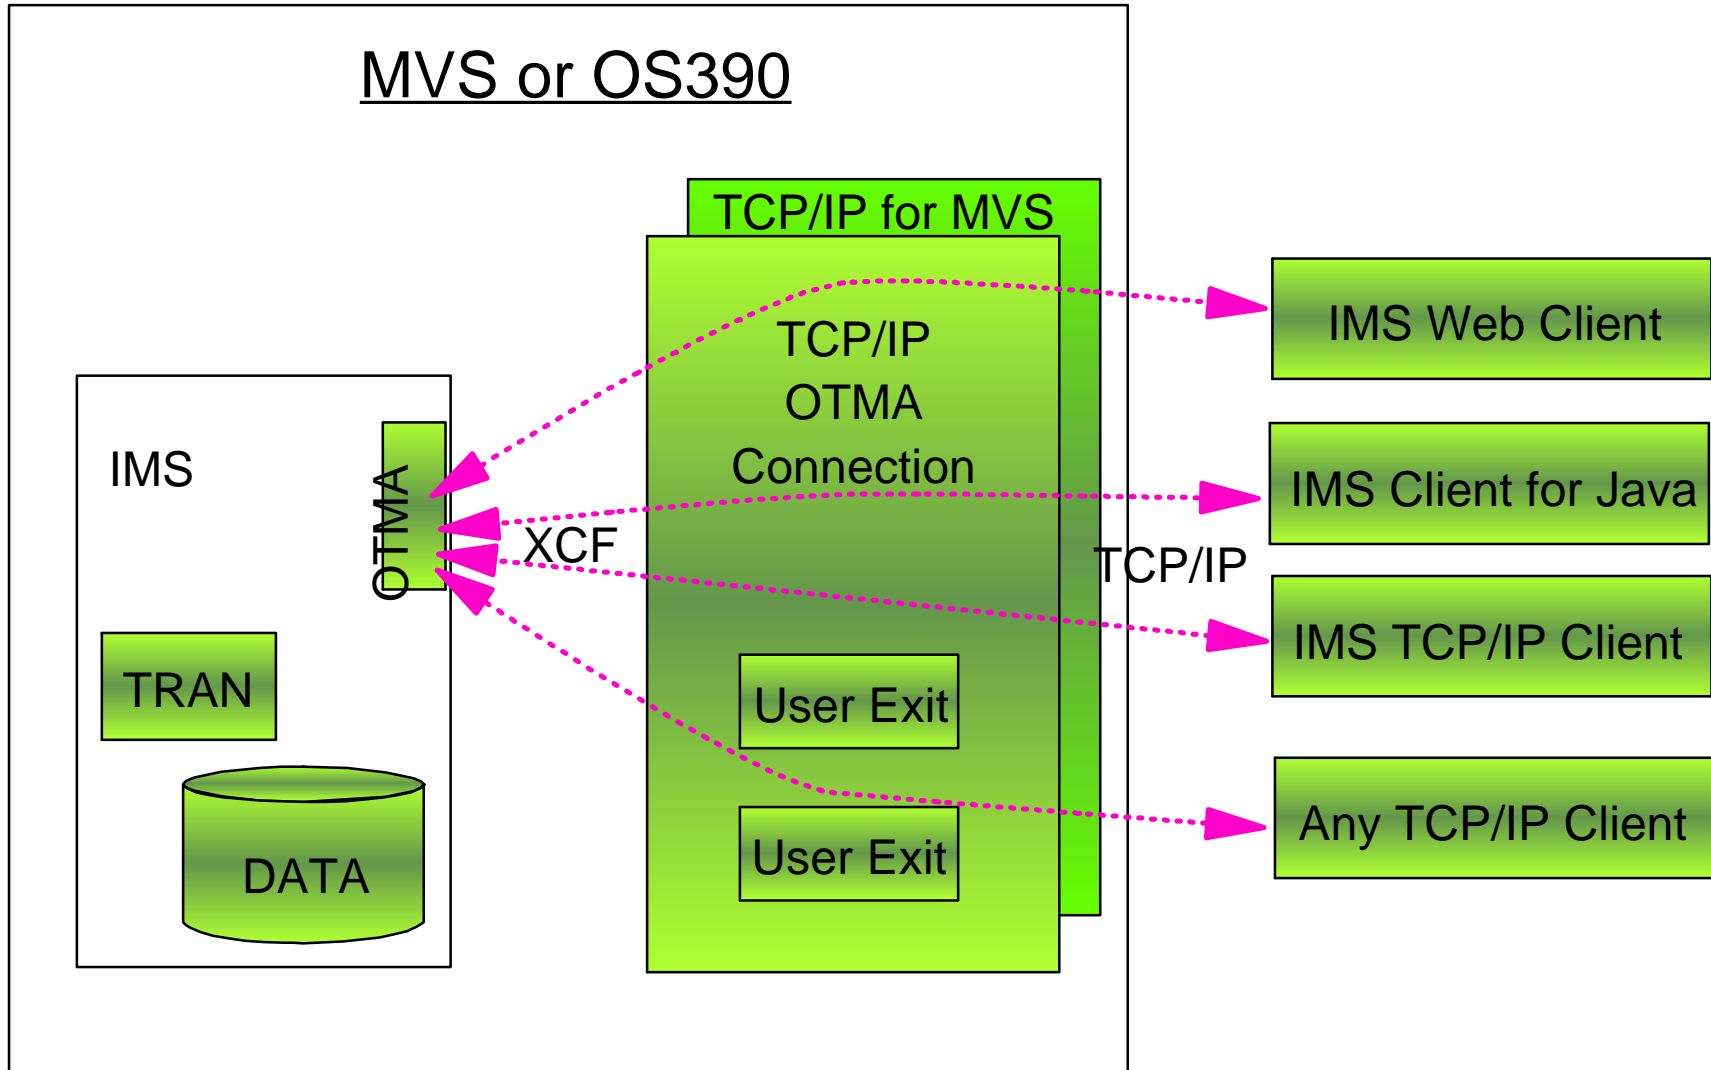 MVS or OS390
TCP/IP for MVS
TCP/IP
OTMA
Connection
IMS
OTMA
XCF
TCP/IP
TRAN
DATA
User Exit
User Exit
IMS Web Client
IMS Client for Java
IMS TCP/IP Client
Any TCP/IP Client